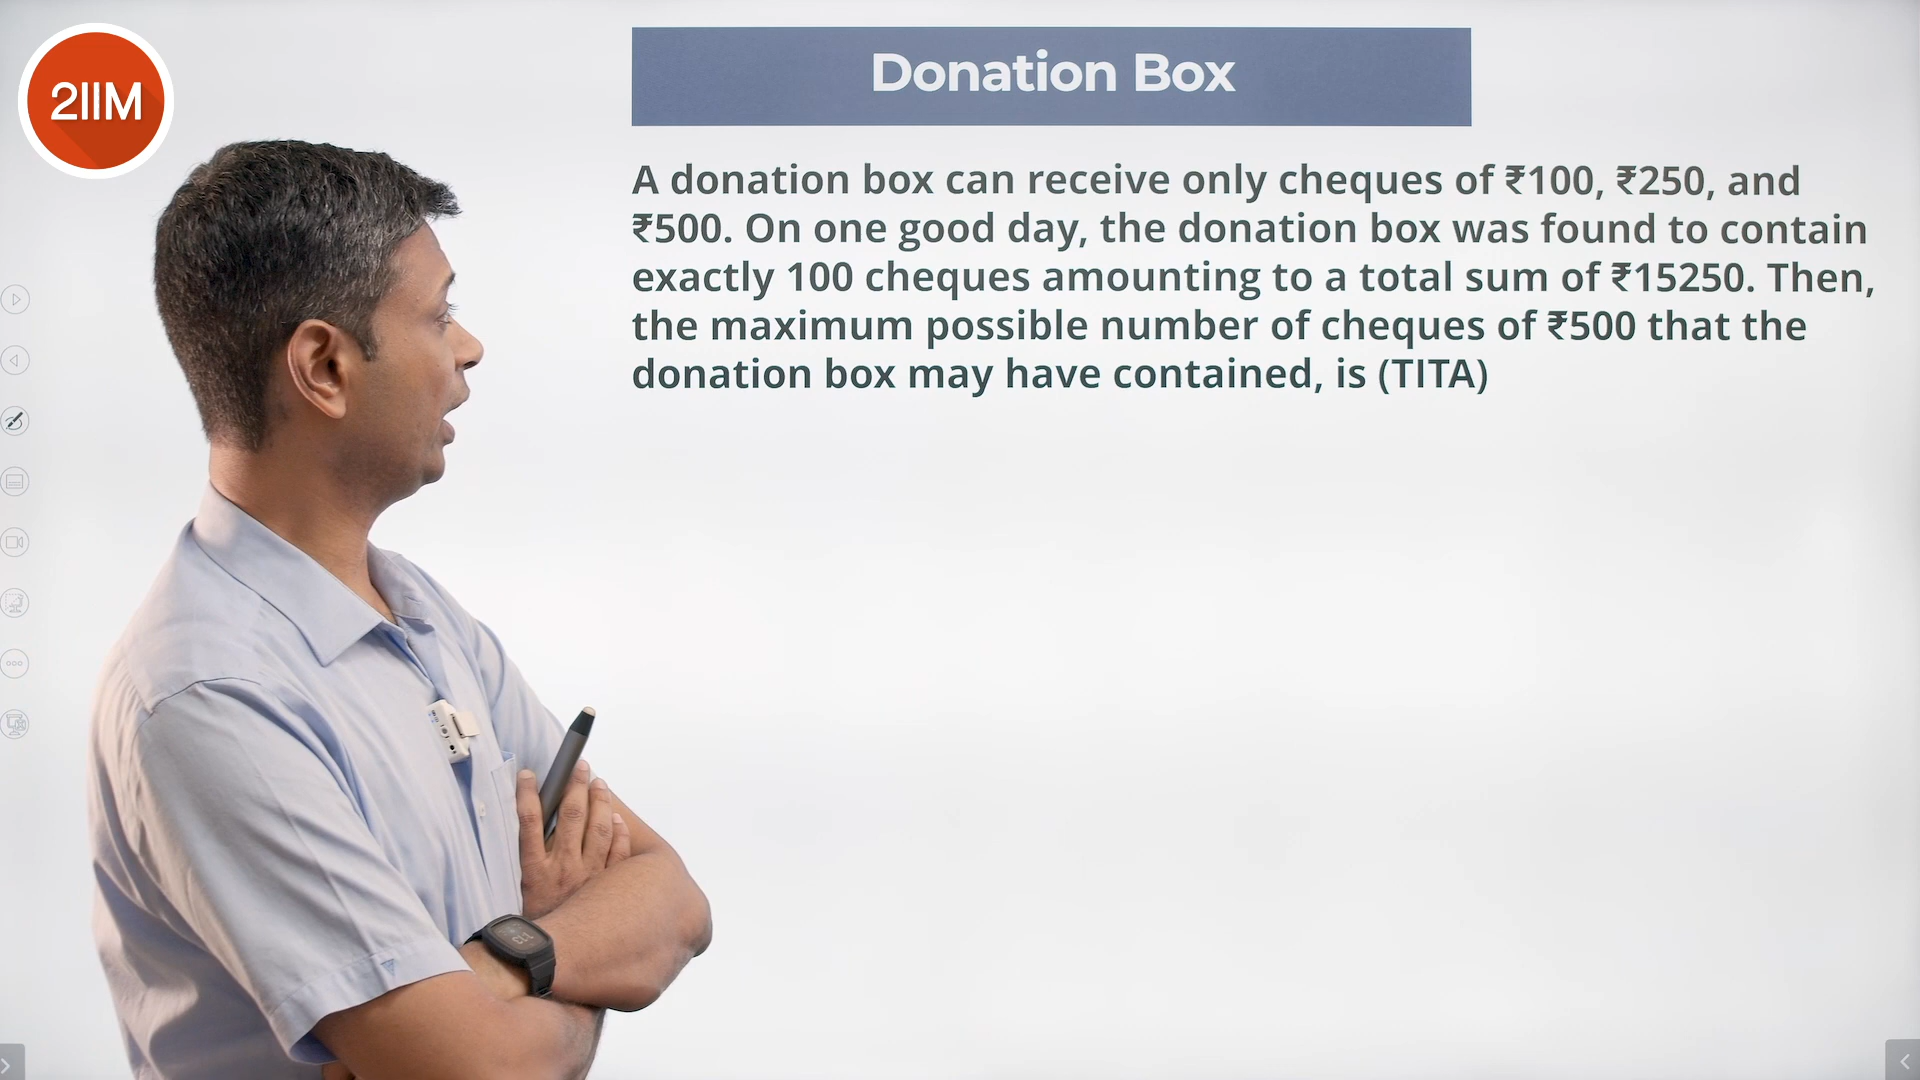 2IIM
Donation Box
A donation box can receive only cheques of ₹100, ₹250, and
₹500. On one good day, the donation box was found to contain
exactly 100 cheques amounting to a total sum of ₹15250. Then,
the maximum possible number of cheques of ₹500 that the
donation box may have contained, is (TITA)